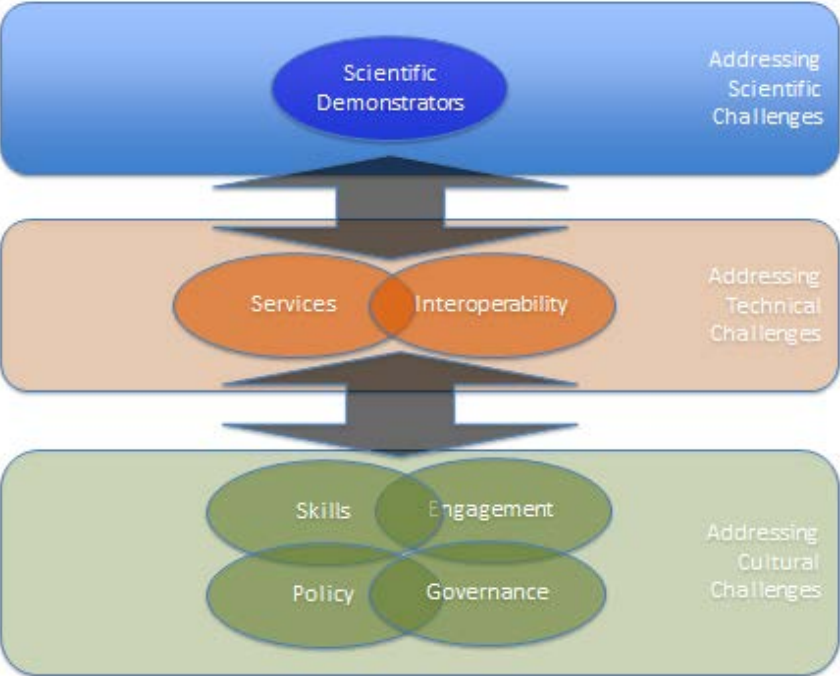 Scientific
Demonstrators
Addressing
Scientific
Challenges
Services
Interoperability
Addressing
Technical
Challenges
Skills
Engagement
Policy
Governance
Addressing
Cultural
Challenges